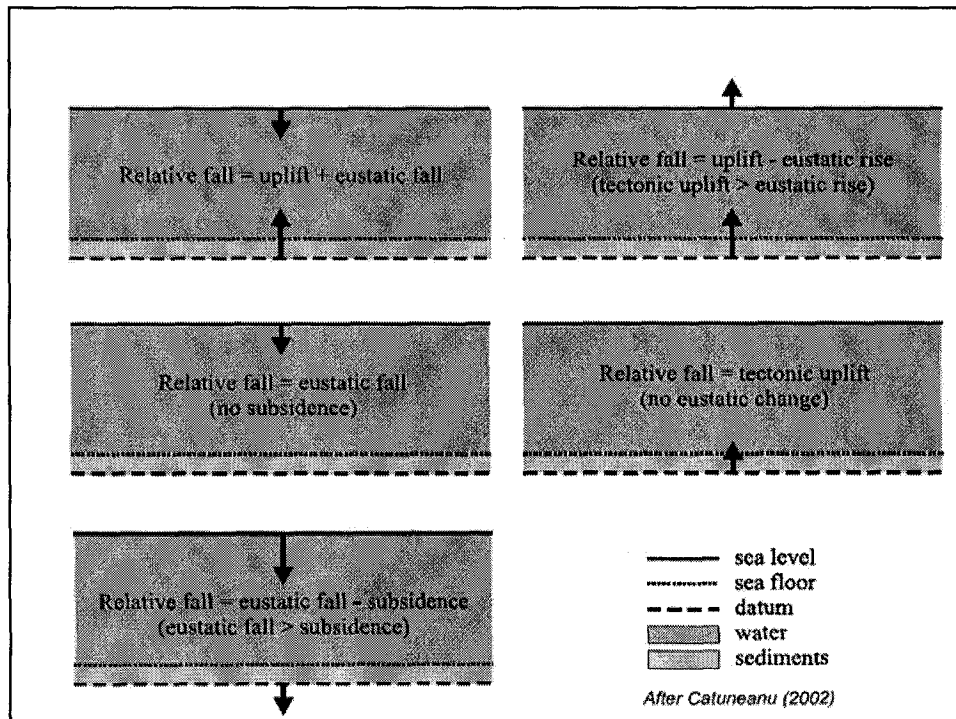 Relative fall = uplift + eustatic fall
Relative fall = uplift - eustatic rise
(tectonic uplift > eustatic rise)
Relative fall = eustatic fall
(no subsidence)
Relative fall = tectonic uplift
(no eustatic change)
Relative fall = eustatic fall - subsidence
(eustatic fall > subsidence)
sea level
sea floor
datum
water
sediments
After Catuneanu (2002)